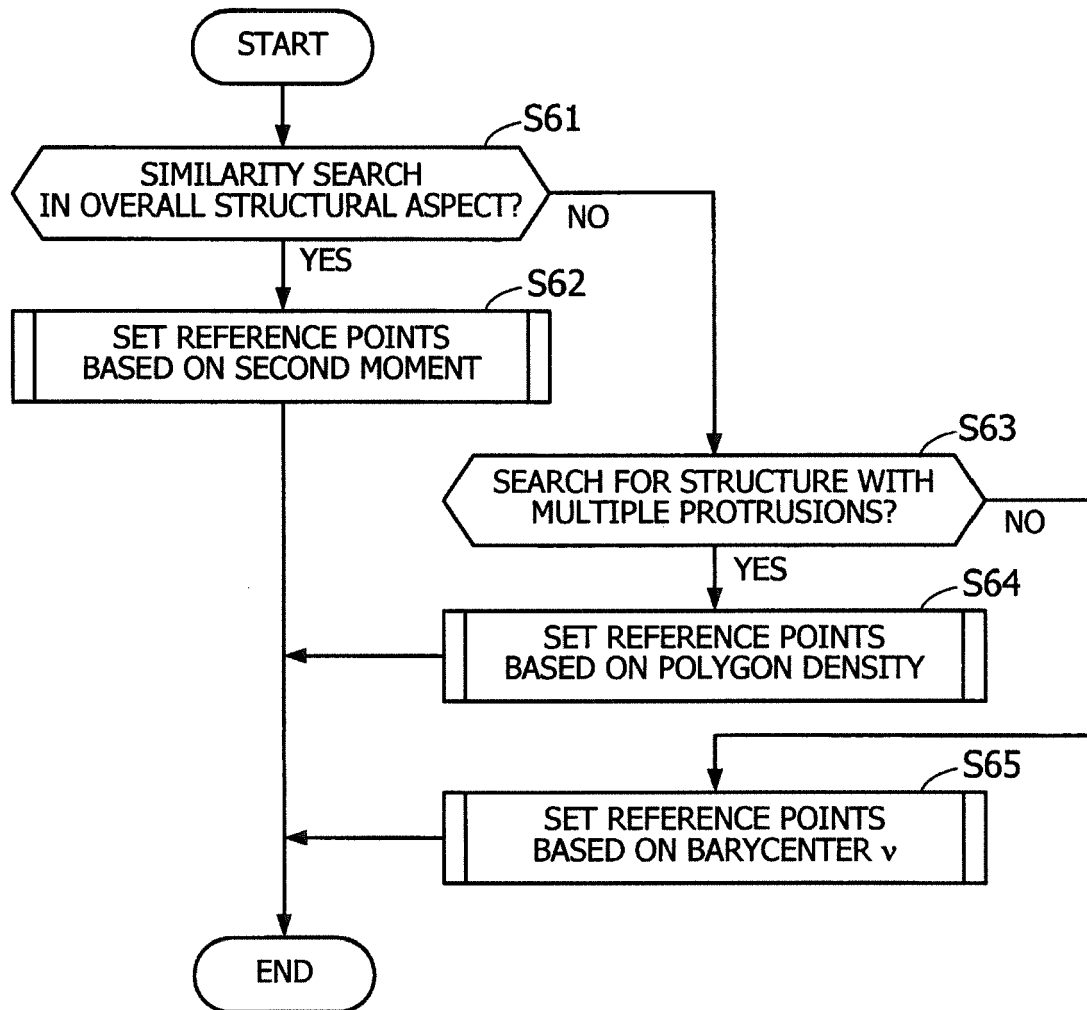 START
S61
SIMILARITY SEARCH
IN OVERALL STRUCTURAL ASPECT?
NO
YES
S62
SET REFERENCE POINTS
BASED ON SECOND MOMENT
S63
SEARCH FOR STRUCTURE WITH
MULTIPLE PROTRUSIONS?
NO
YES
S64
SET REFERENCE POINTS
BASED ON POLYGON DENSITY
S65
SET REFERENCE POINTS
BASED ON BARYCENTER ν
END